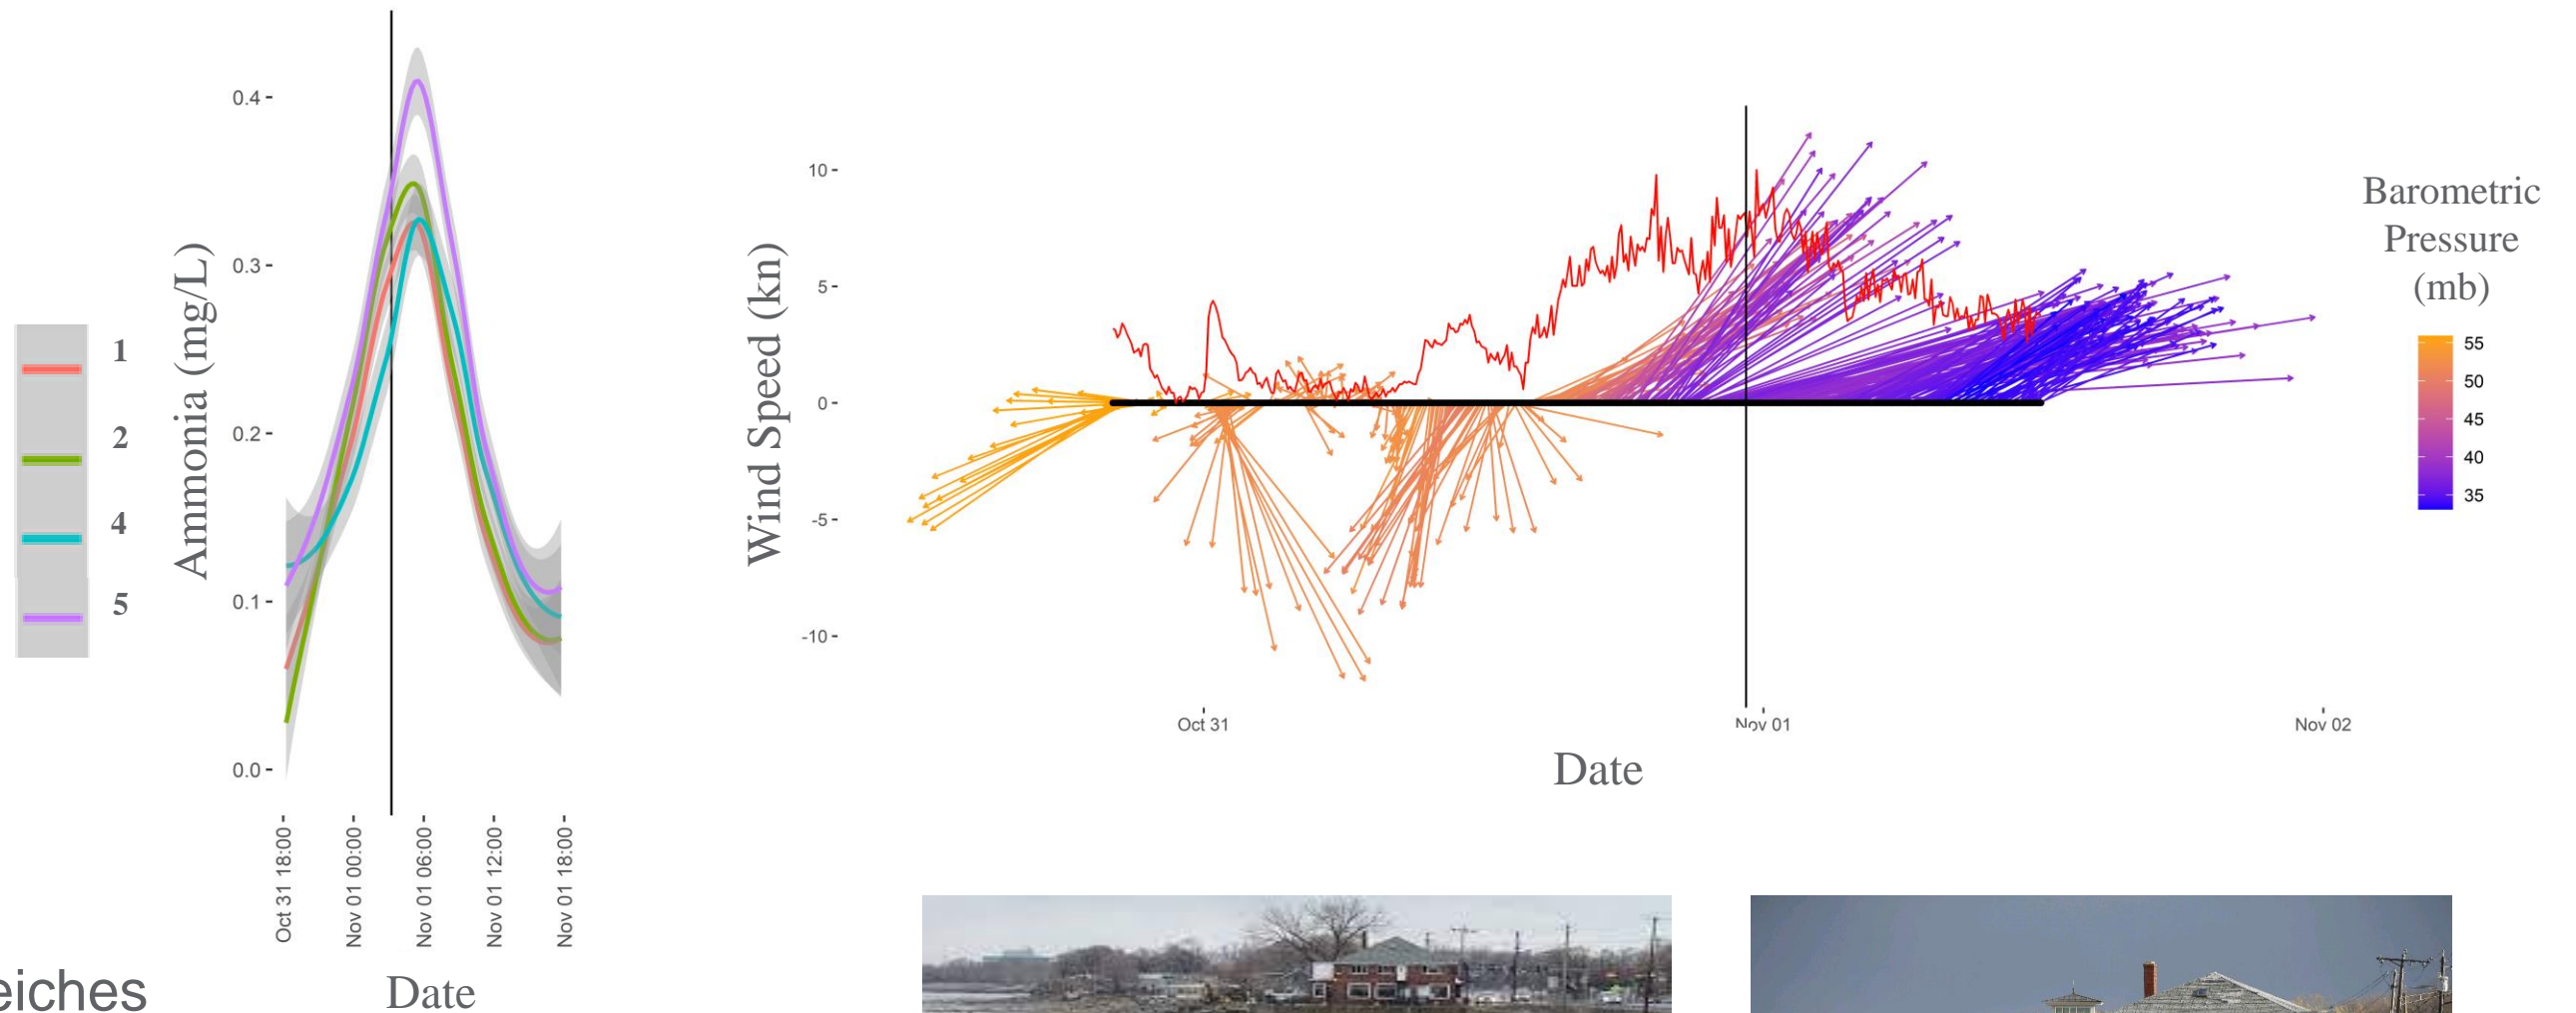 1
2
4
5
Ammonia (mg/L)
0.4
0.3
0.2
0.1
0.0
Oct 31 18:00
Nov 01 00:00
Nov 01 06:00
Nov 01 12:00
Nov 01 18:00
Date
Wind Speed (kn)
10
5
0
-5
-10
Oct 31
Nov 01
Nov 02
Date
Barometric
Pressure
(mb)
55
50
45
40
35
eiches